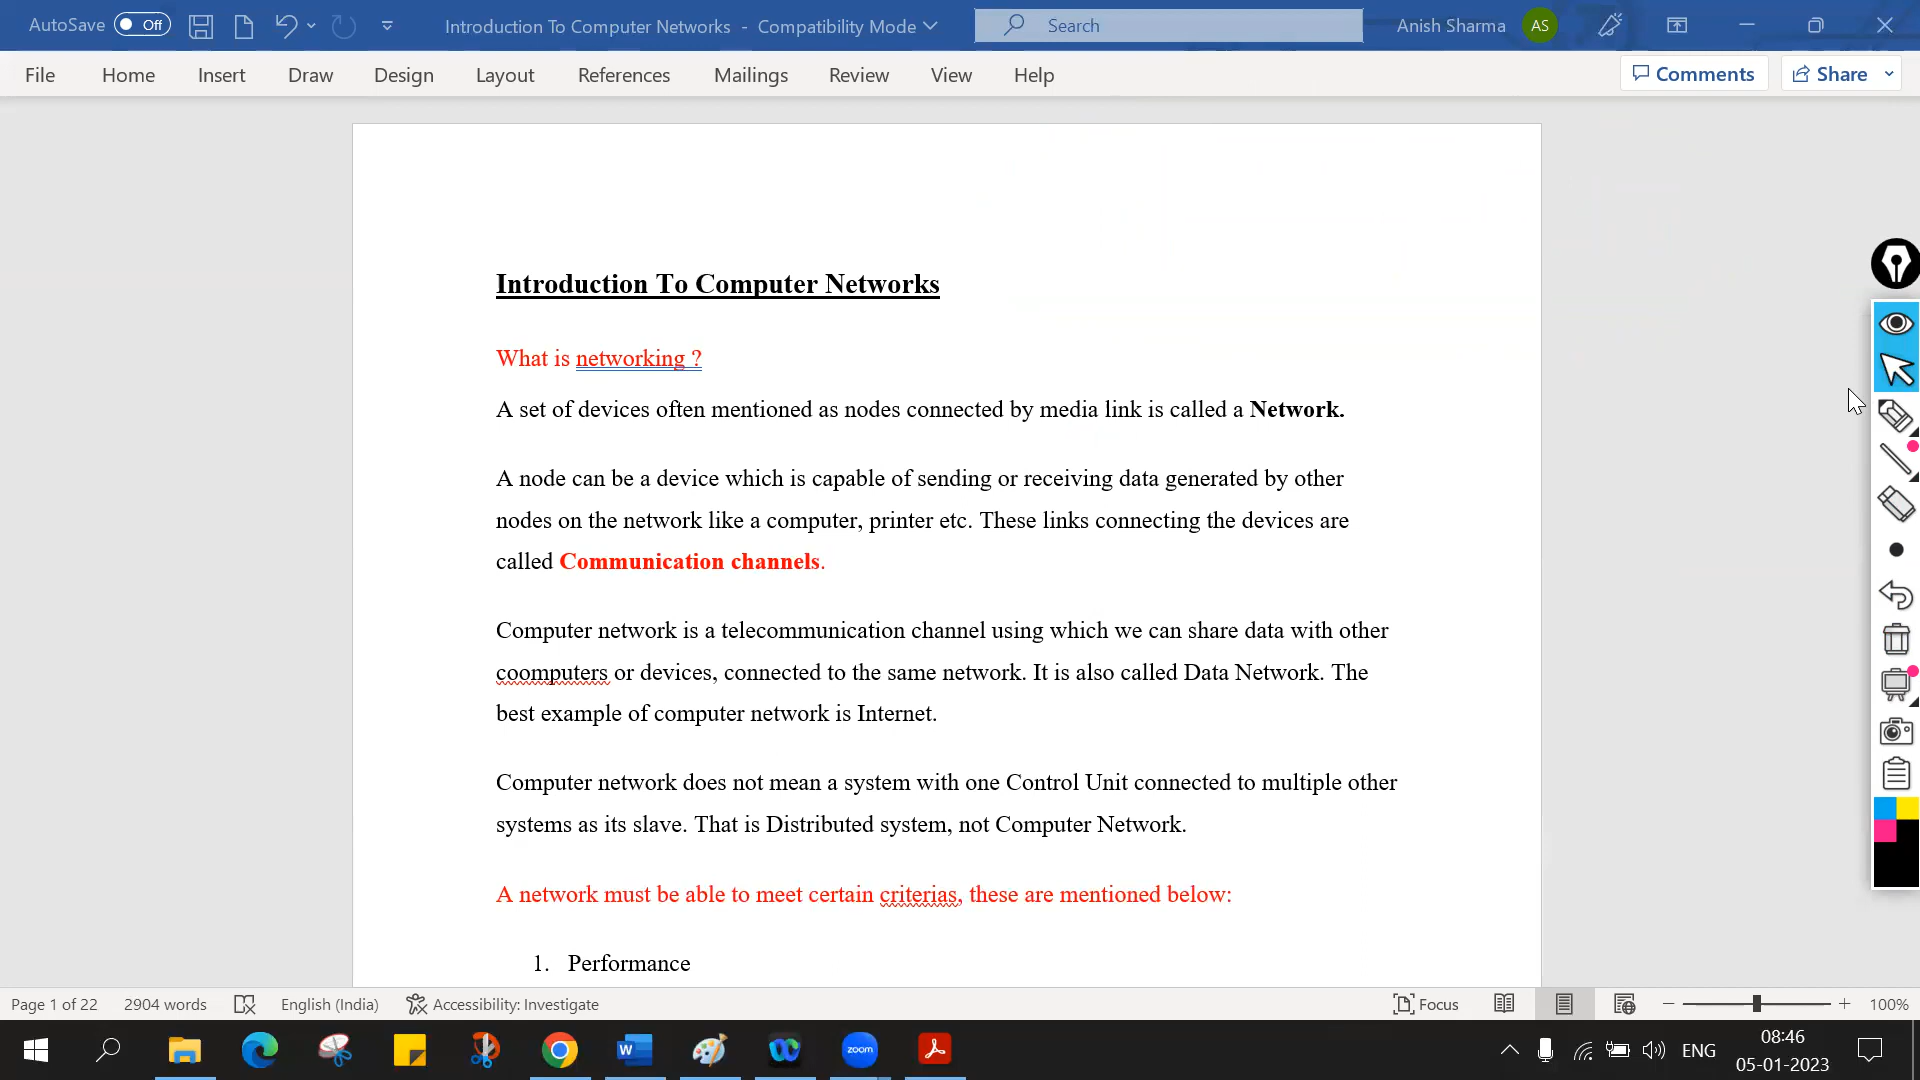 AutoSave Off Introduction To Computer Networks - Compatibility Mode Search Anish Sharma AS
File Home Insert Draw Design Layout References Mailings Review View Help Comments Share
Introduction To Computer Networks
What is networking ?
A set of devices often mentioned as nodes connected by media link is called a Network.
A node can be a device which is capable of sending or receiving data generated by other
nodes on the network like a computer, printer etc. These links connecting the devices are
called Communication channels.
Computer network is a telecommunication channel using which we can share data with other
coomputers or devices, connected to the same network. It is also called Data Network. The
best example of computer network is Internet.
Computer network does not mean a system with one Control Unit connected to multiple other
systems as its slave. That is Distributed system, not Computer Network.
A network must be able to meet certain criterias, these are mentioned below:
1. Performance
Page 1 of 22 2904 words English (India) Accessibility: Investigate Focus 100%
W zoom ENG 08:46
05-01-2023